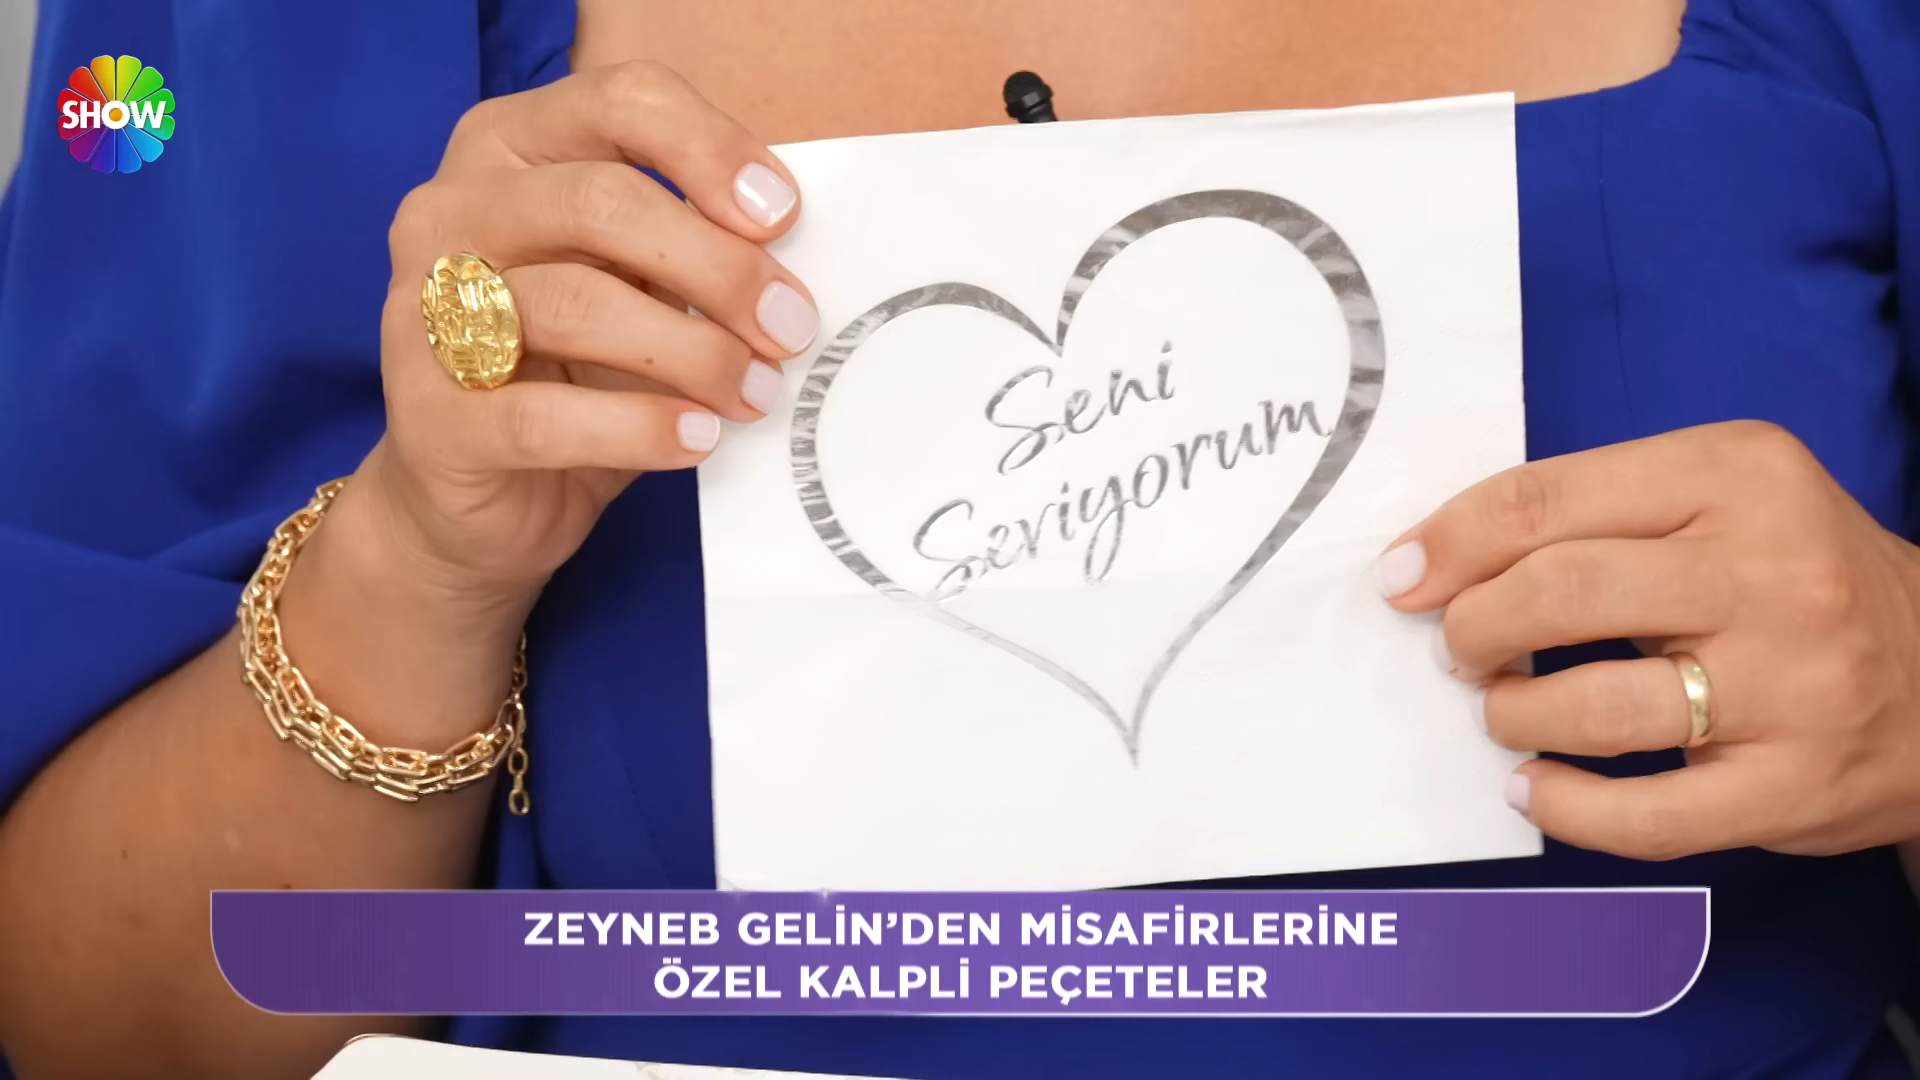 SHOW
Seni
Seviyorum
ZEYNEB GELİN’DEN MİSAFİRLERİNE
ÖZEL KALPLİ PEÇETELER